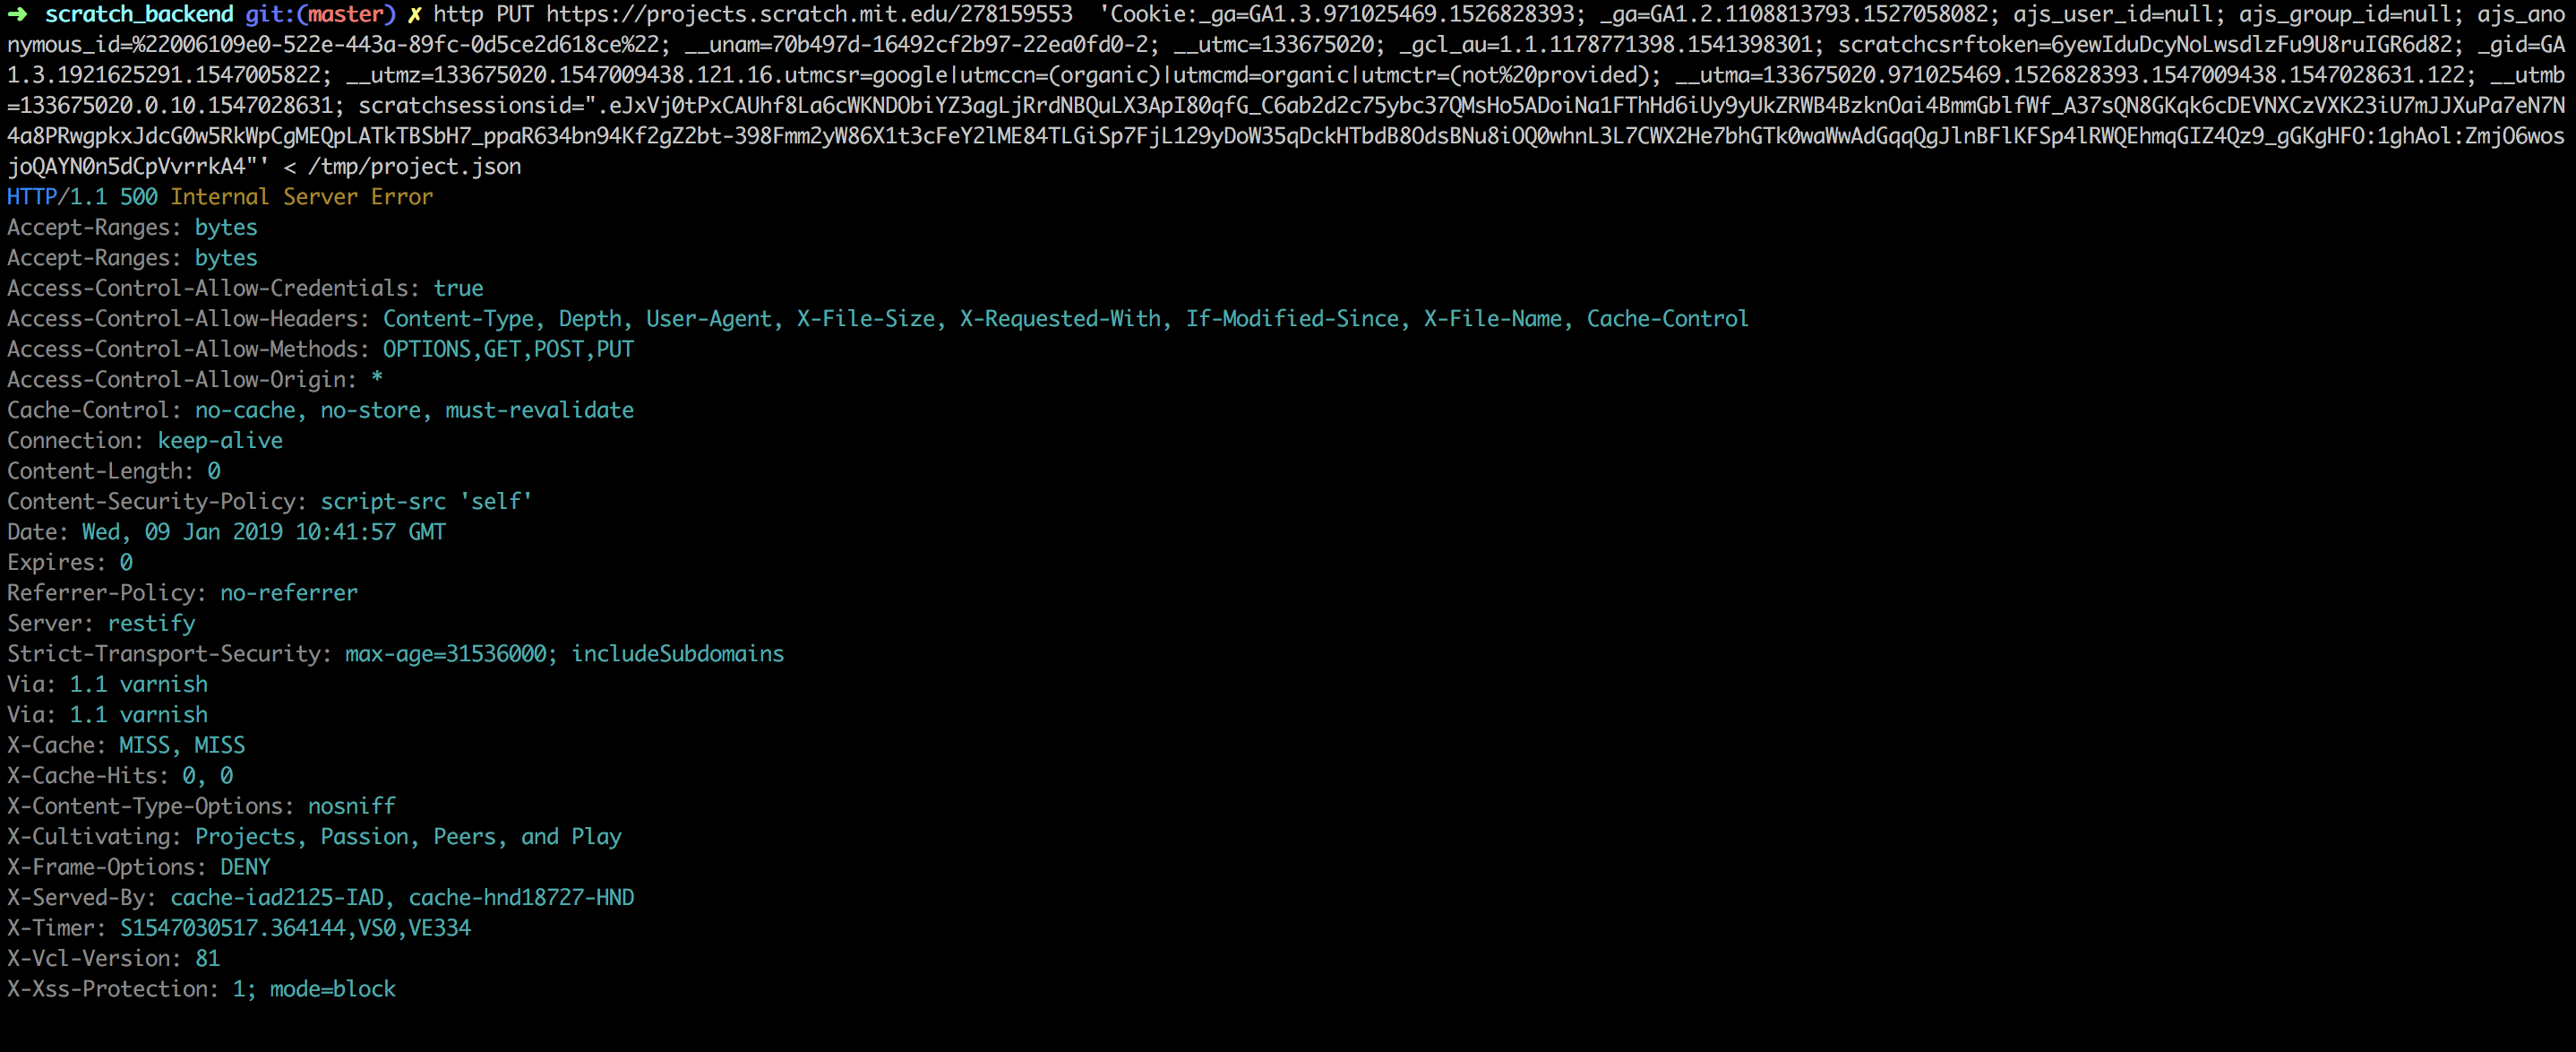 ➜ scratch_backend git:(master) ✗ http PUT https://projects.scratch.mit.edu/278159553 'Cookie:_ga=GA1.3.971025469.1526828393; _ga=GA1.2.1108813793.1527058082; ajs_user_id=null; ajs_group_id=null; ajs_ano
nymous_id=%22006109e0-522e-443a-89fc-0d5ce2d618ce%22; __unam=70b497d-16492cf2b97-22ea0fd0-2; __utmc=133675020; _gcl_au=1.1.1178771398.1541398301; scratchcsrftoken=6yewIduDcyNoLwsdlzFu9U8ruIGR6d82; _gid=GA
1.3.1921625291.1547005822; __utmz=133675020.1547009438.121.16.utmcsr=google|utmccn=(organic)|utmcmd=organic|utmctr=(not%20provided); __utma=133675020.971025469.1526828393.1547009438.1547028631.122; __utmb
=133675020.0.10.1547028631; scratchsessionsid=".eJxVj0tPxCAUhf8La6cWKNDObiYZ3agLjRrdNBQuLX3ApI80qfG_C6ab2d2c75ybc37QMsHo5ADoiNa1FThHd6iUy9yUkZRWB4BzknOai4BmmGblfWf_A37sQN8GKqk6cDEVNXCzVXK23iU7mJJXuPa7eN7N
4a8PRwgpkxJdcG0w5RkWpCgMEQpLATkTBSbH7_ppaR634bn94Kf2gZ2bt-398Fmm2yW86X1t3cFeY2lME84TLGiSp7FjL129yDoW35qDckHTbdB8OdsBNu8iOQ0whnL3L7CWX2He7bhGTk0waWwAdGqqQgJlnBFlKFSp4lRWQEhmqGIZ4Qz9_gGKgHFO:1ghAol:ZmjO6wos
joQAYN0n5dCpVvrrkA4"' < /tmp/project.json
HTTP/1.1 500 Internal Server Error
Accept-Ranges: bytes
Accept-Ranges: bytes
Access-Control-Allow-Credentials: true
Access-Control-Allow-Headers: Content-Type, Depth, User-Agent, X-File-Size, X-Requested-With, If-Modified-Since, X-File-Name, Cache-Control
Access-Control-Allow-Methods: OPTIONS,GET,POST,PUT
Access-Control-Allow-Origin: *
Cache-Control: no-cache, no-store, must-revalidate
Connection: keep-alive
Content-Length: 0
Content-Security-Policy: script-src 'self'
Date: Wed, 09 Jan 2019 10:41:57 GMT
Expires: 0
Referrer-Policy: no-referrer
Server: restify
Strict-Transport-Security: max-age=31536000; includeSubdomains
Via: 1.1 varnish
Via: 1.1 varnish
X-Cache: MISS, MISS
X-Cache-Hits: 0, 0
X-Content-Type-Options: nosniff
X-Cultivating: Projects, Passion, Peers, and Play
X-Frame-Options: DENY
X-Served-By: cache-iad2125-IAD, cache-hnd18727-HND
X-Timer: S1547030517.364144,VS0,VE334
X-Vcl-Version: 81
X-Xss-Protection: 1; mode=block